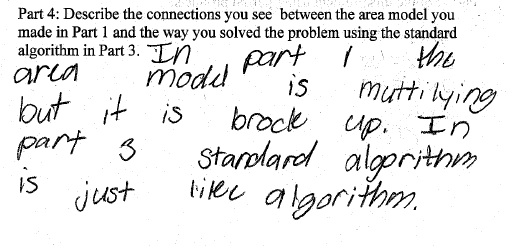 Part 4: Describe the connections you see between the area model you
made in Part 1 and the way you solved the problem using the standard
algorithm in Part 3. In part 1 the
area model is muttilying
but it is brock up. In
part 3 standard algorithm
is just like algorithm.